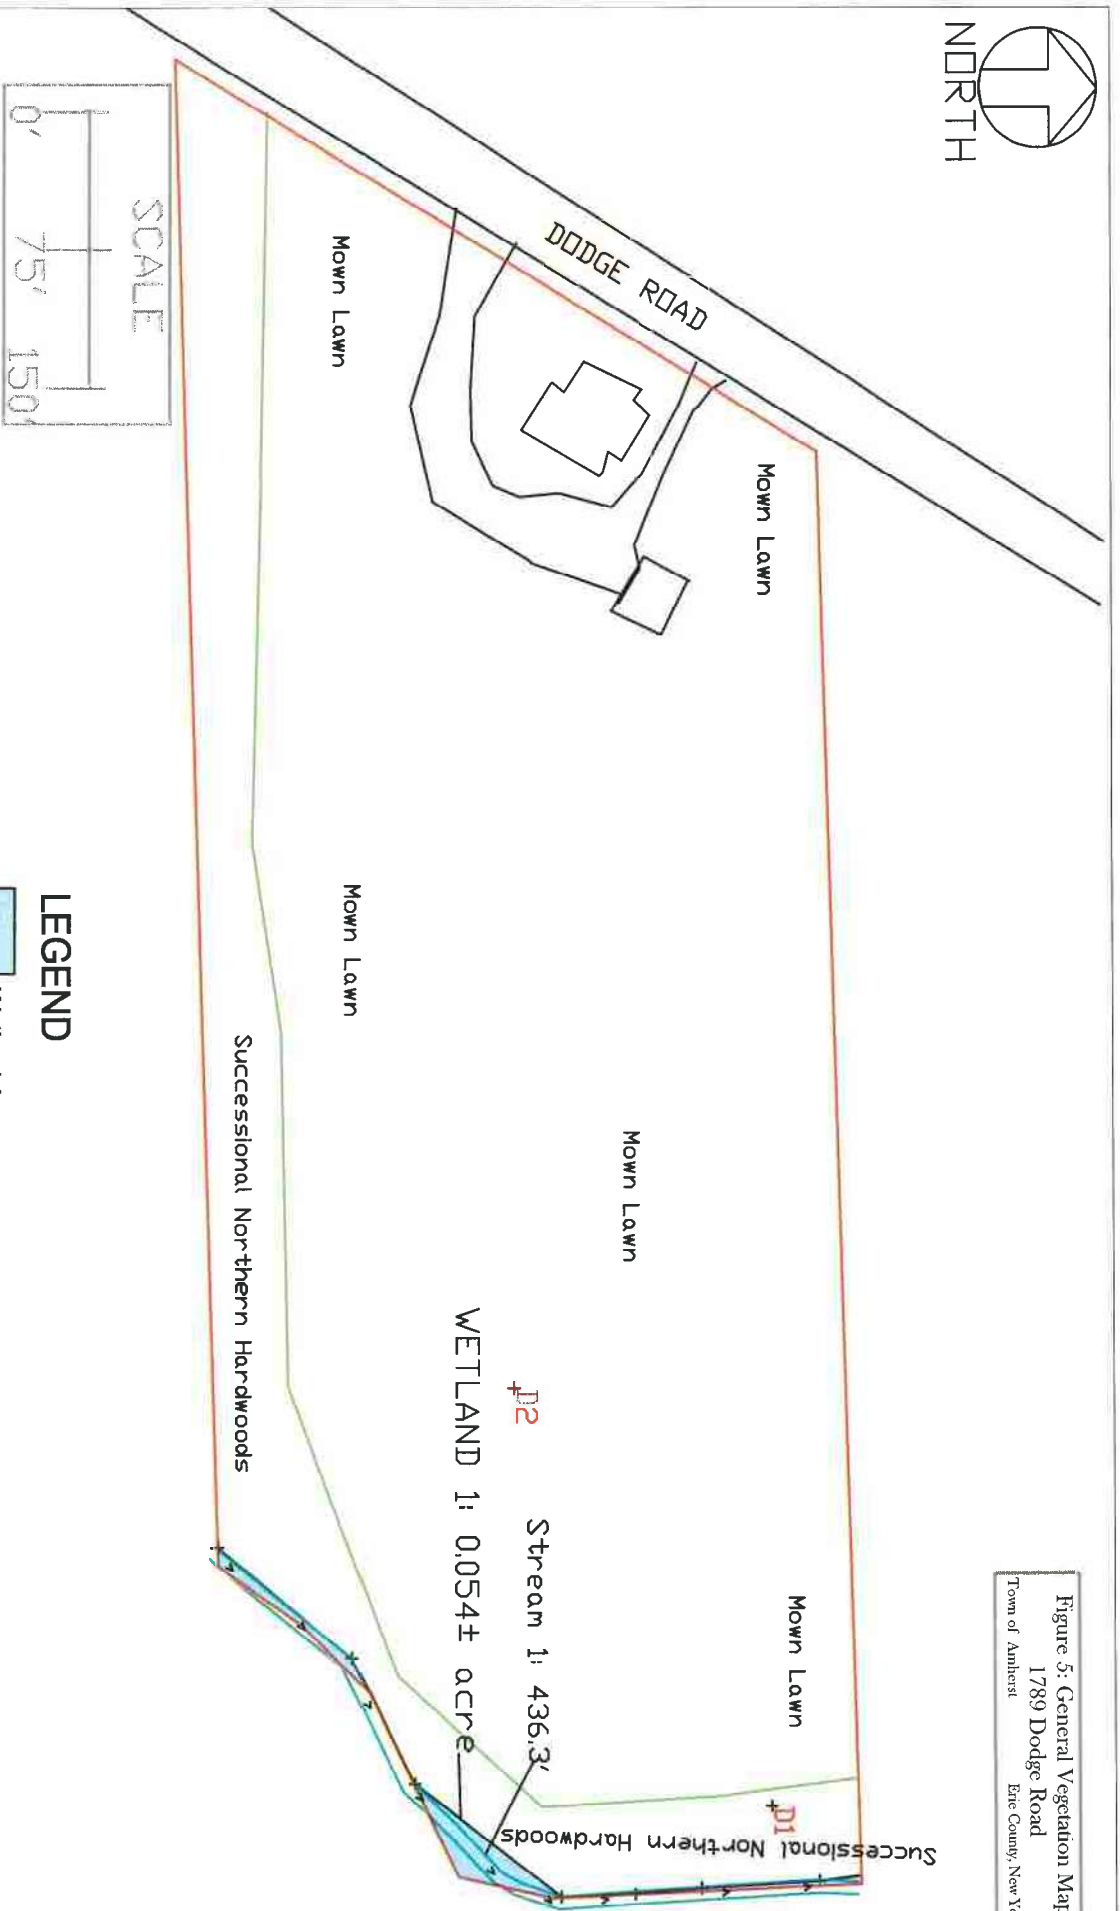 NORTH
Figure 5: General Vegetation Map
1789 Dodge Road
Town of Amherst Erie County, New
DODGE ROAD
Mown Lawn
Mown Lawn
Mown Lawn
Mown Lawn
Mown Lawn
D1
D2
Stream 1: 436.3'
WETLAND 1: 0.054± acre
Successional Northern Hardwoods
Successional Northern Hardwoods
SCALE
0' 75' 150'
LEGEND